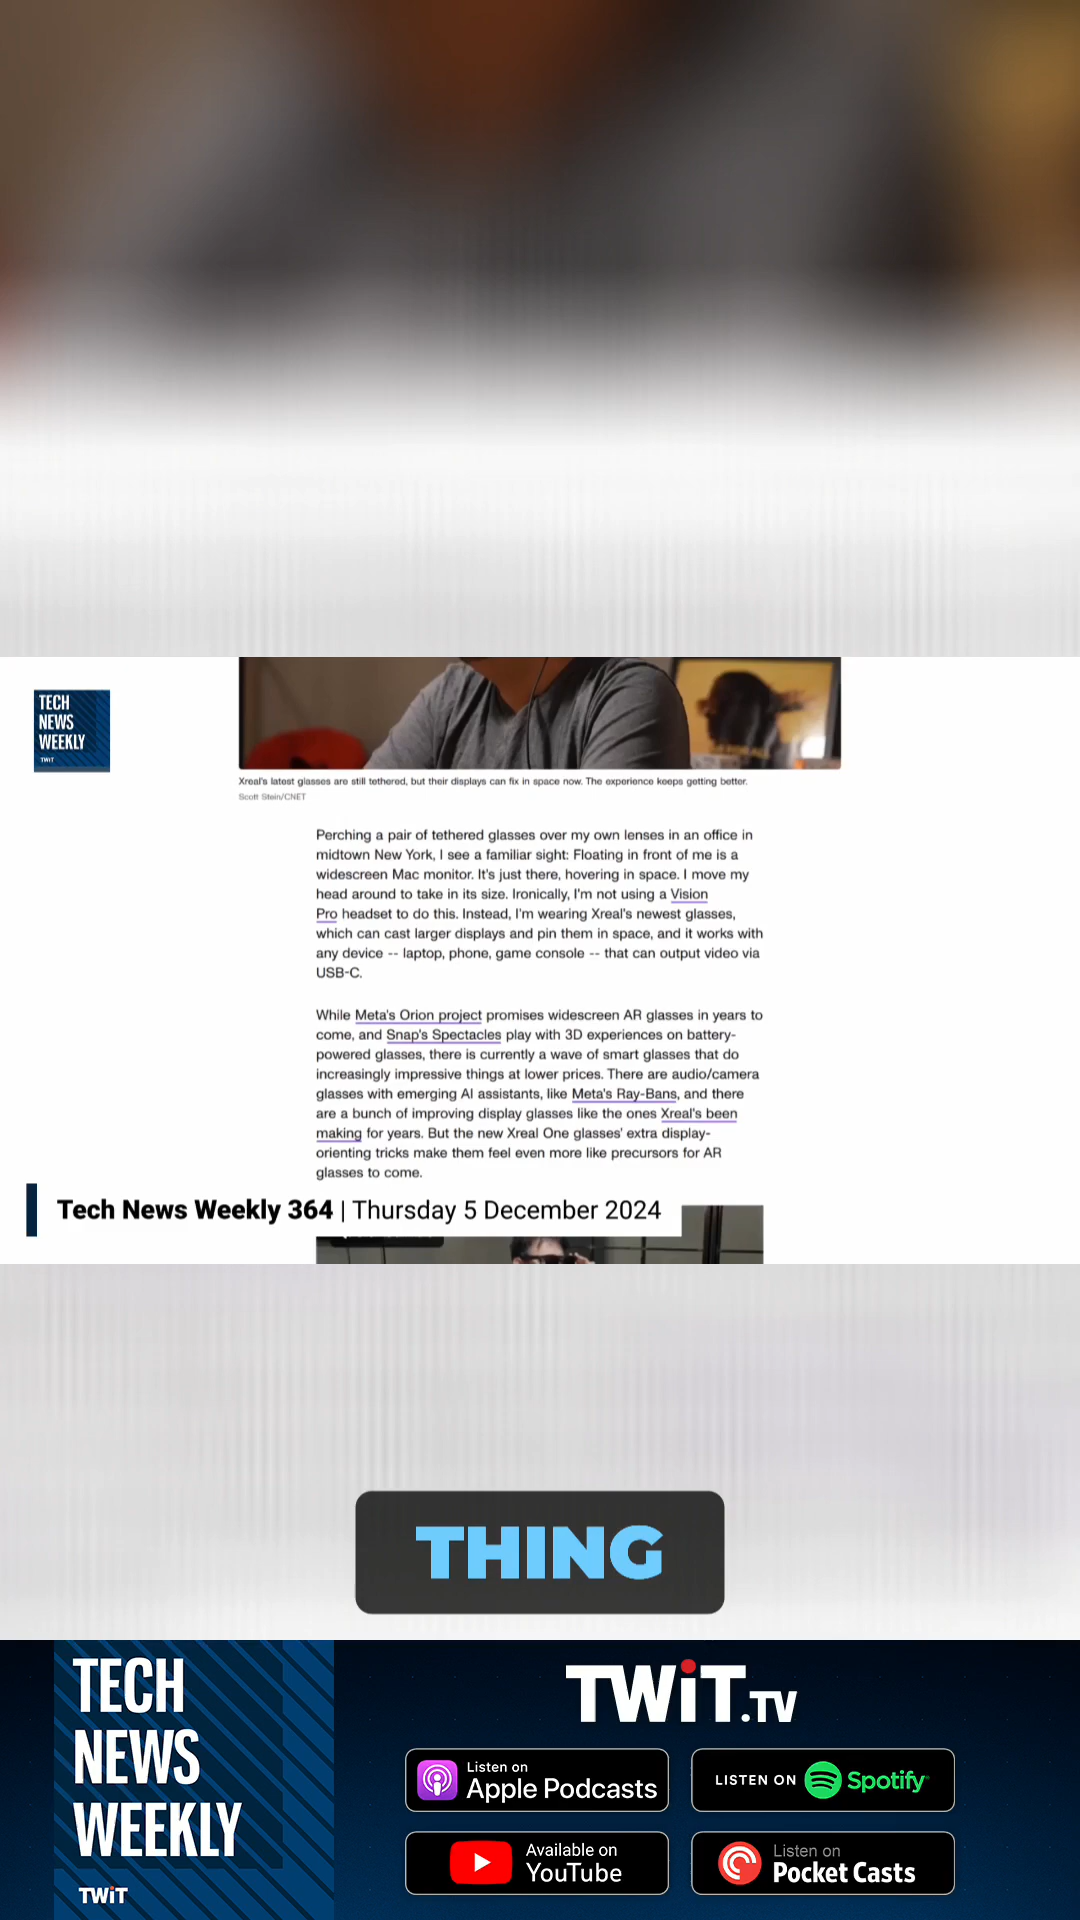 TECH
NEWS
WEEKLY
TWiT
Xreal's latest glasses are still tethered, but their displays can fix in space now. The experience keeps getting better.
Scott Stein/CNET
Perching a pair of tethered glasses over my own lenses in an office in
midtown New York, I see a familiar sight: Floating in front of me is a
widescreen Mac monitor. It's just there, hovering in space. I move my
head around to take in its size. Ironically, I'm not using a Vision
Pro headset to do this. Instead, I'm wearing Xreal's newest glasses,
which can cast larger displays and pin them in space, and it works with
any device -- laptop, phone, game console -- that can output video via
USB-C.
While Meta's Orion project promises widescreen AR glasses in years to
come, and Snap's Spectacles play with 3D experiences on battery-
powered glasses, there is currently a wave of smart glasses that do
increasingly impressive things at lower prices. There are audio/camera
glasses with emerging AI assistants, like Meta's Ray-Bans, and there
are a bunch of improving display glasses like the ones Xreal's been
making for years. But the new Xreal One glasses' extra display-
orienting tricks make them feel even more like precursors for AR
glasses to come.
Tech News Weekly 364 | Thursday 5 December 2024
THING
TECH
NEWS
WEEKLY
TWiT
TWiT.TV
Listen on
Apple Podcasts
LISTEN ON Spotify
Available on
YouTube
Listen on
Pocket Casts